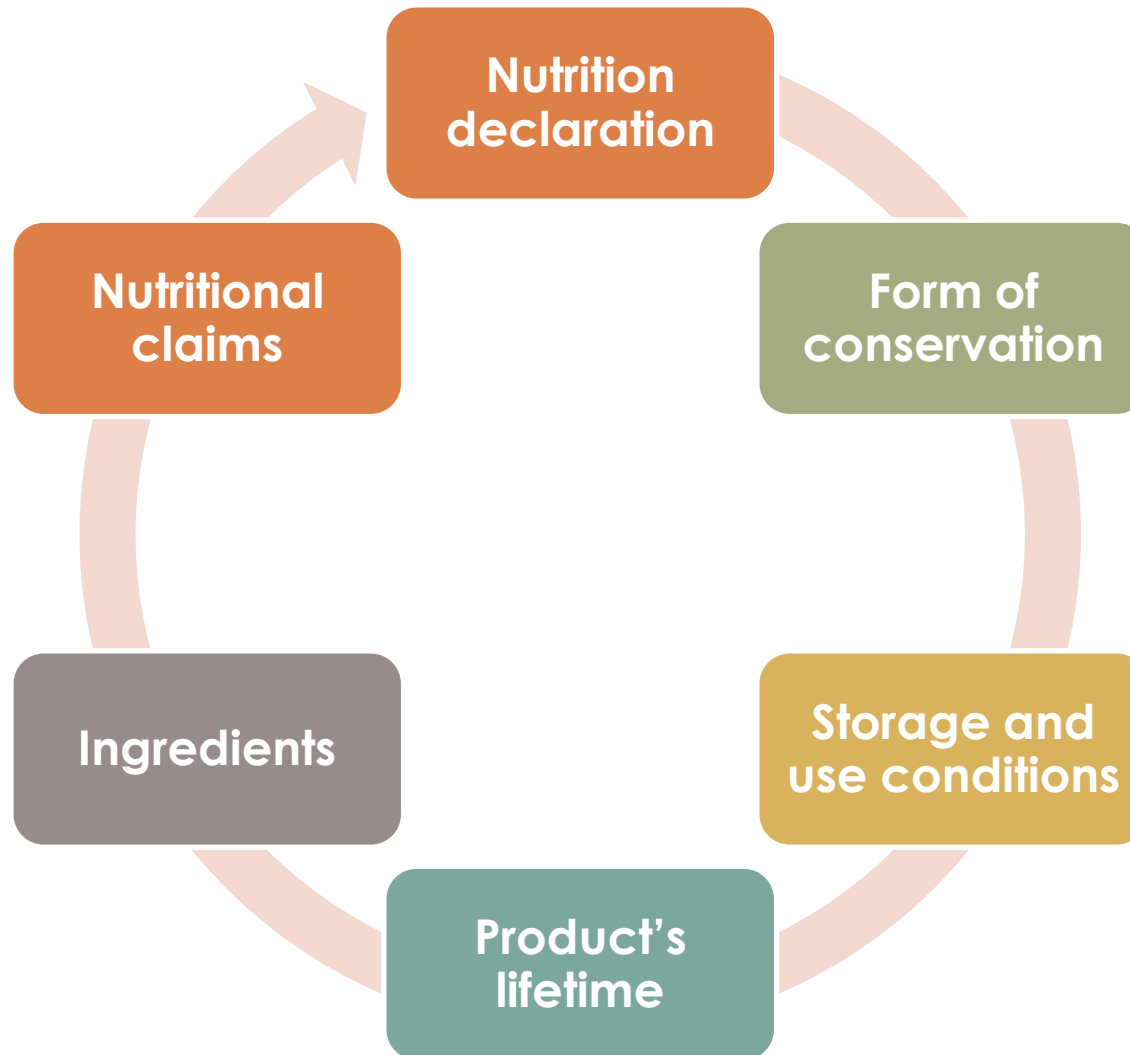 Nutrition
declaration
Form of
conservation
Storage and
use conditions
Product’s
lifetime
Ingredients
Nutritional
claims